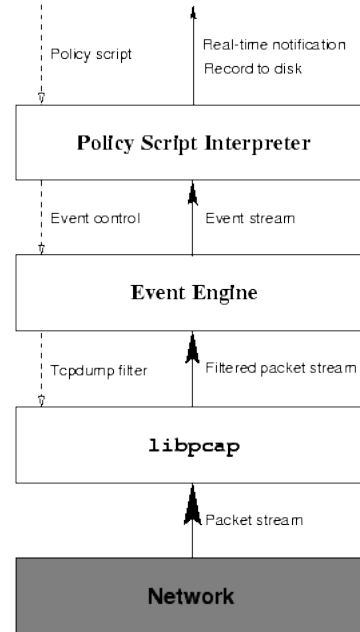 Policy script
Real-time notification
Record to disk
Policy Script Interpreter
Event control
Event stream
Event Engine
Tcpdump filter
Filtered packet stream
libpcap
Packet stream
Network